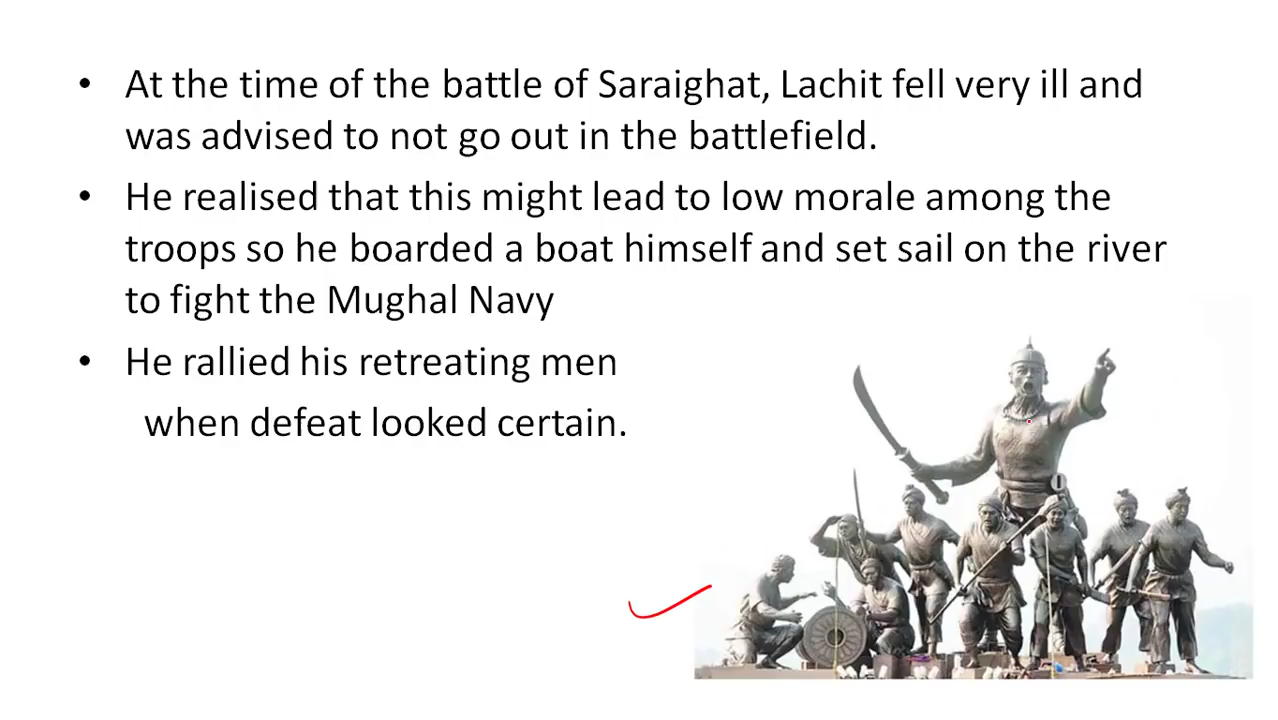 • At the time of the battle of Saraighat, Lachit fell very ill and
was advised to not go out in the battlefield.
• He realised that this might lead to low morale among the
troops so he boarded a boat himself and set sail on the river
to fight the Mughal Navy
• He rallied his retreating men
when defeat looked certain.